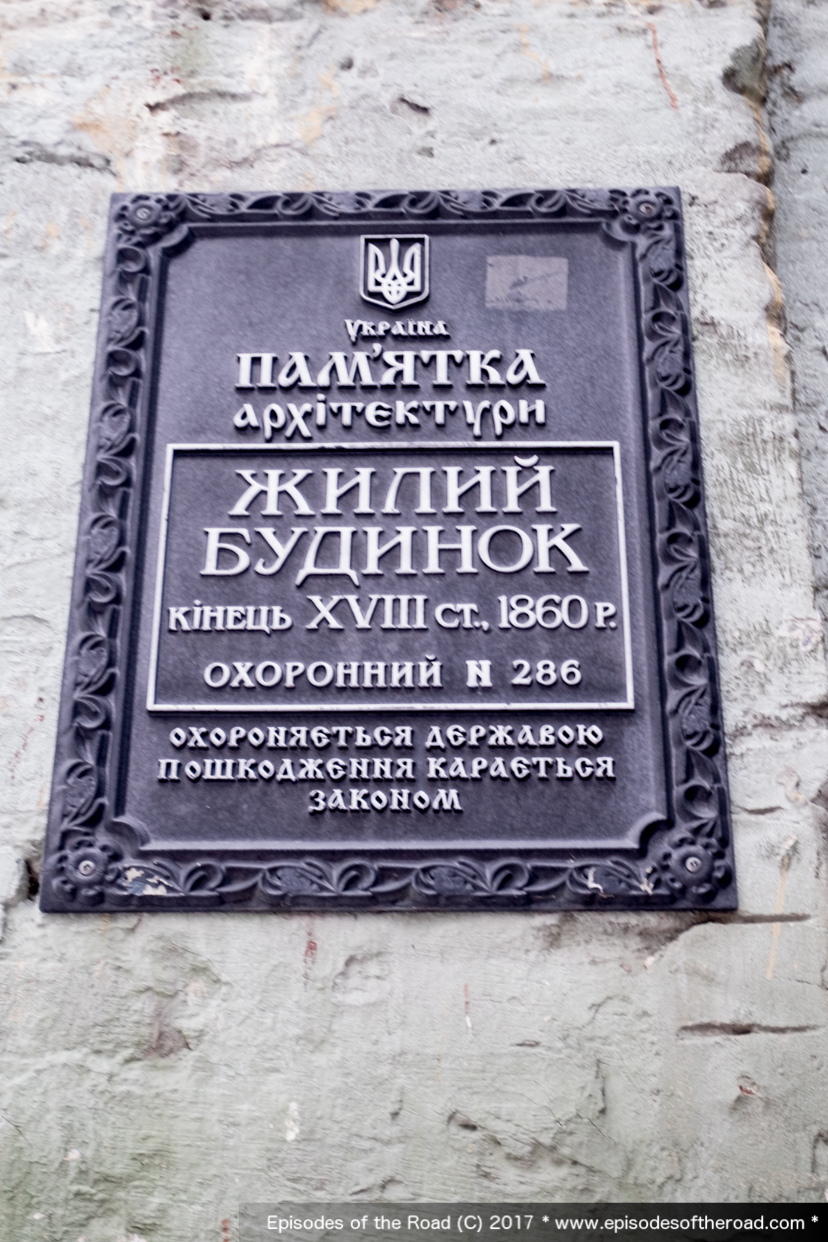 Україна
ПАМ'ЯТКА
архітектури
ЖИЛИЙ
БУДИНОК
КІНЕЦЬ XVIII СТ., 1860 Р.
ОХОРОННИЙ N 286
ОХОРОНЯЄТЬСЯ ДЕРЖАВОЮ
ПОШКОДЖЕННЯ КАРАЄТЬСЯ
ЗАКОНОМ
Episodes of the Road (C) 2017 * www.episodesoftheroad.com *